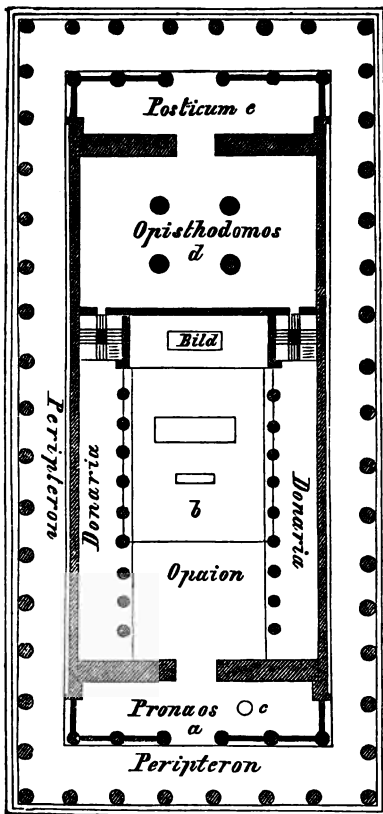 Posticum e
Opisthodomos
d
Bild
Peripteron
Donaria
Donaria
b
Opaion
Pronaos c
a
Peripteron